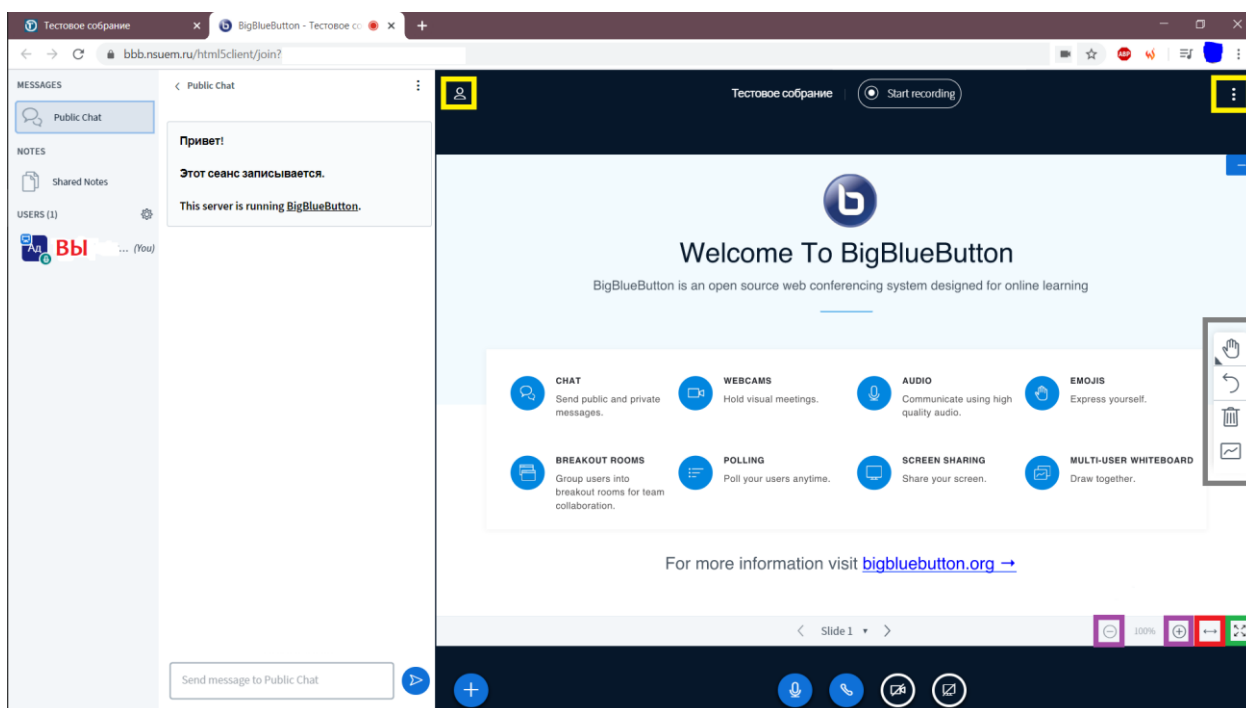 Тестовое собрание
BigBlueButton - Тестовое со
bbb.nsuem.ru/html5client/join?
ABP
MESSAGES
Public Chat
NOTES
Shared Notes
USERS (1)
Ад ВЫ ... (You)
Public Chat
Привет!
Этот сеанс записывается.
This server is running BigBlueButton.
Send message to Public Chat
Тестовое собрание
Start recording
b
Welcome To BigBlueButton
BigBlueButton is an open source web conferencing system designed for online learning
CHAT
Send public and private
messages.
WEBCAMS
Hold visual meetings.
AUDIO
Communicate using high
quality audio.
EMOJIS
Express yourself.
BREAKOUT ROOMS
Group users into
breakout rooms for team
collaboration.
POLLING
Poll your users anytime.
SCREEN SHARING
Share your screen.
MULTI-USER WHITEBOARD
Draw together.
For more information visit bigbluebutton.org →
Slide 1
100%